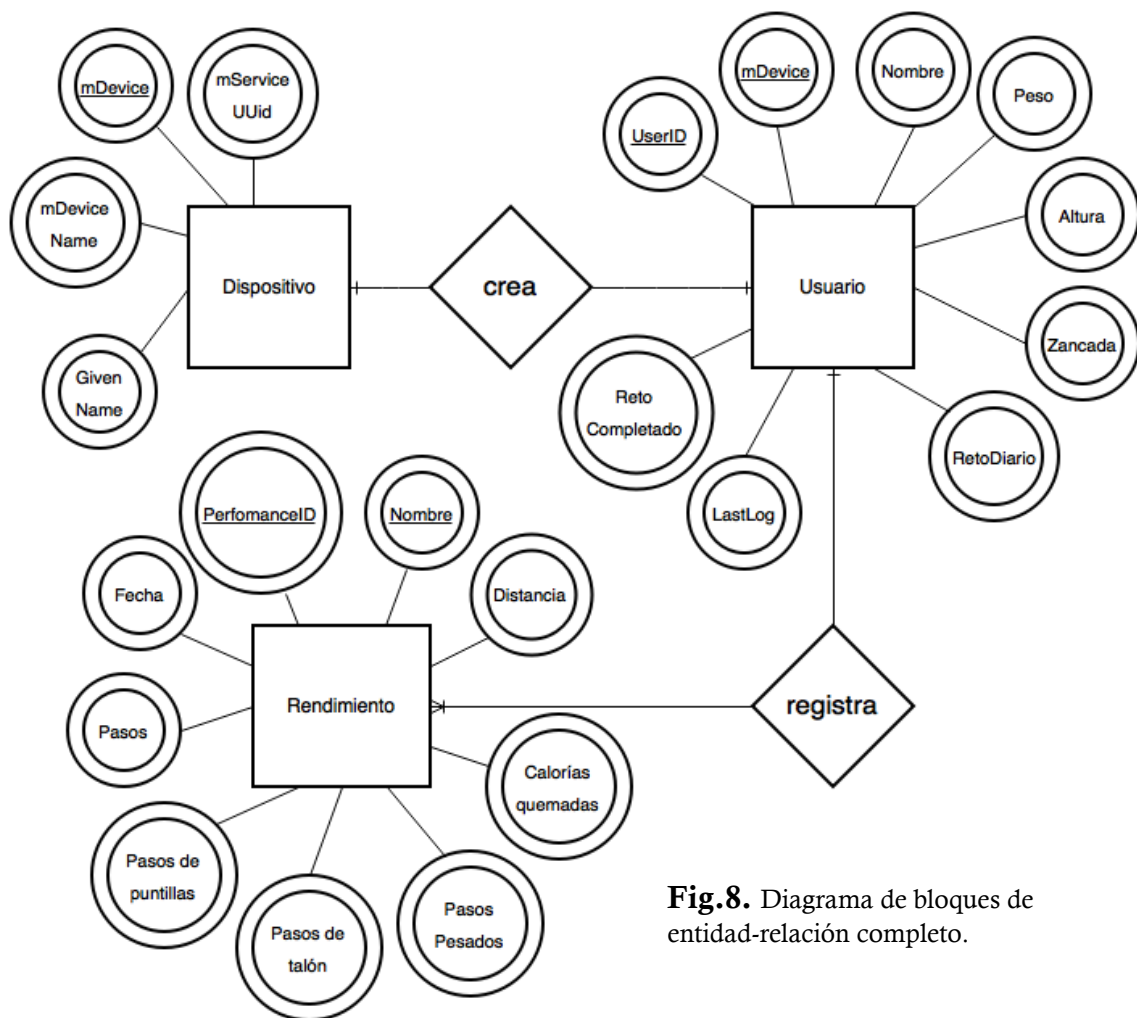 mDevice
mService
UUid
mDevice
Name
Given
Name
Dispositivo
crea
UserID
mDevice
Nombre
Peso
Altura
Zancada
RetoDiario
LastLog
Reto
Completado
Usuario
registra
PerfomanceID
Nombre
Fecha
Distancia
Pasos
Rendimiento
Calorías
quemadas
Pasos de
puntillas
Pasos de
talón
Pasos
Pesados
Fig.8. Diagrama de bloques de
entidad-relación completo.